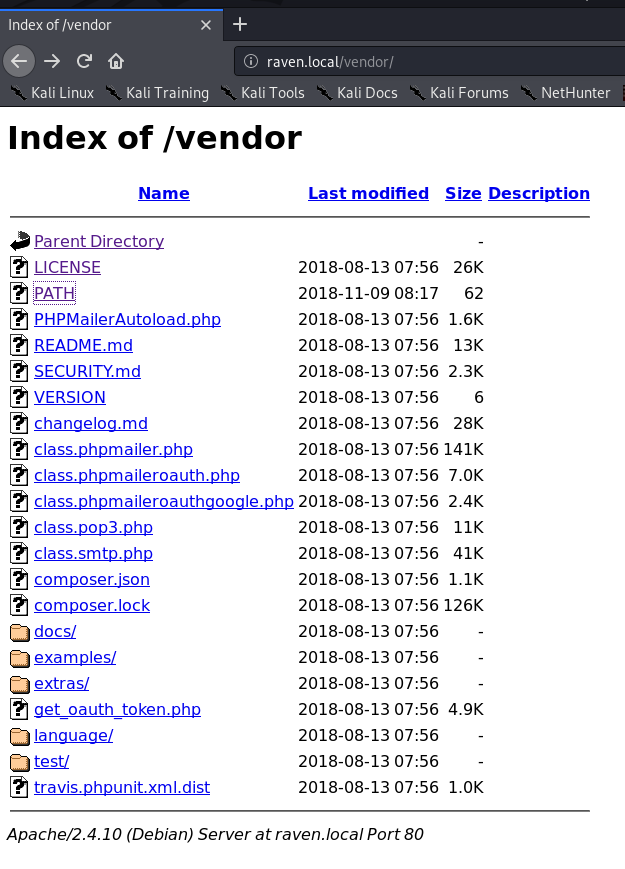 Index of /vendor
raven.local/vendor/
Kali Linux Kali Training Kali Tools Kali Docs Kali Forums NetHunter
Index of /vendor
Name Last modified Size Description
Parent Directory -
LICENSE 2018-08-13 07:56 26K
PATH 2018-11-09 08:17 62
PHPMailerAutoload.php 2018-08-13 07:56 1.6K
README.md 2018-08-13 07:56 13K
SECURITY.md 2018-08-13 07:56 2.3K
VERSION 2018-08-13 07:56 6
changelog.md 2018-08-13 07:56 28K
class.phpmailer.php 2018-08-13 07:56 141K
class.phpmaileroauth.php 2018-08-13 07:56 7.0K
class.phpmaileroauthgoogle.php 2018-08-13 07:56 2.4K
class.pop3.php 2018-08-13 07:56 11K
class.smtp.php 2018-08-13 07:56 41K
composer.json 2018-08-13 07:56 1.1K
composer.lock 2018-08-13 07:56 126K
docs/ 2018-08-13 07:56 -
examples/ 2018-08-13 07:56 -
extras/ 2018-08-13 07:56 -
get_oauth_token.php 2018-08-13 07:56 4.9K
language/ 2018-08-13 07:56 -
test/ 2018-08-13 07:56 -
travis.phpunit.xml.dist 2018-08-13 07:56 1.0K
Apache/2.4.10 (Debian) Server at raven.local Port 80